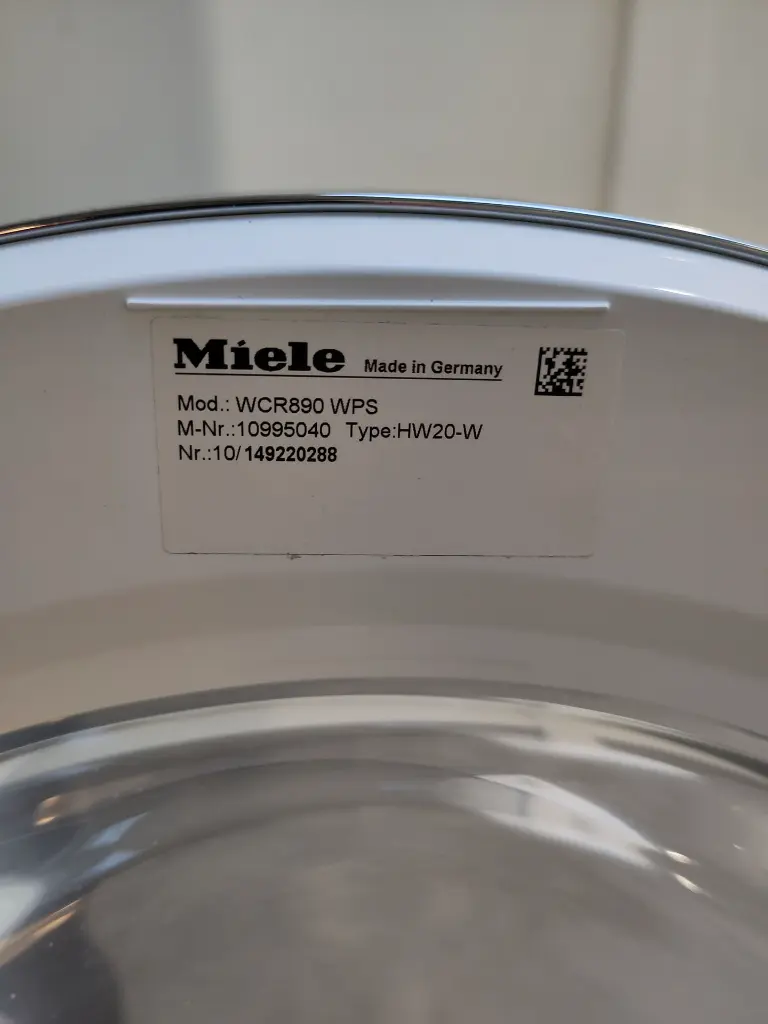 Miele Made in Germany
Mod.: WCR890 WPS
M-Nr.:10995040 Type:HW20-W
Nr.:10/149220288